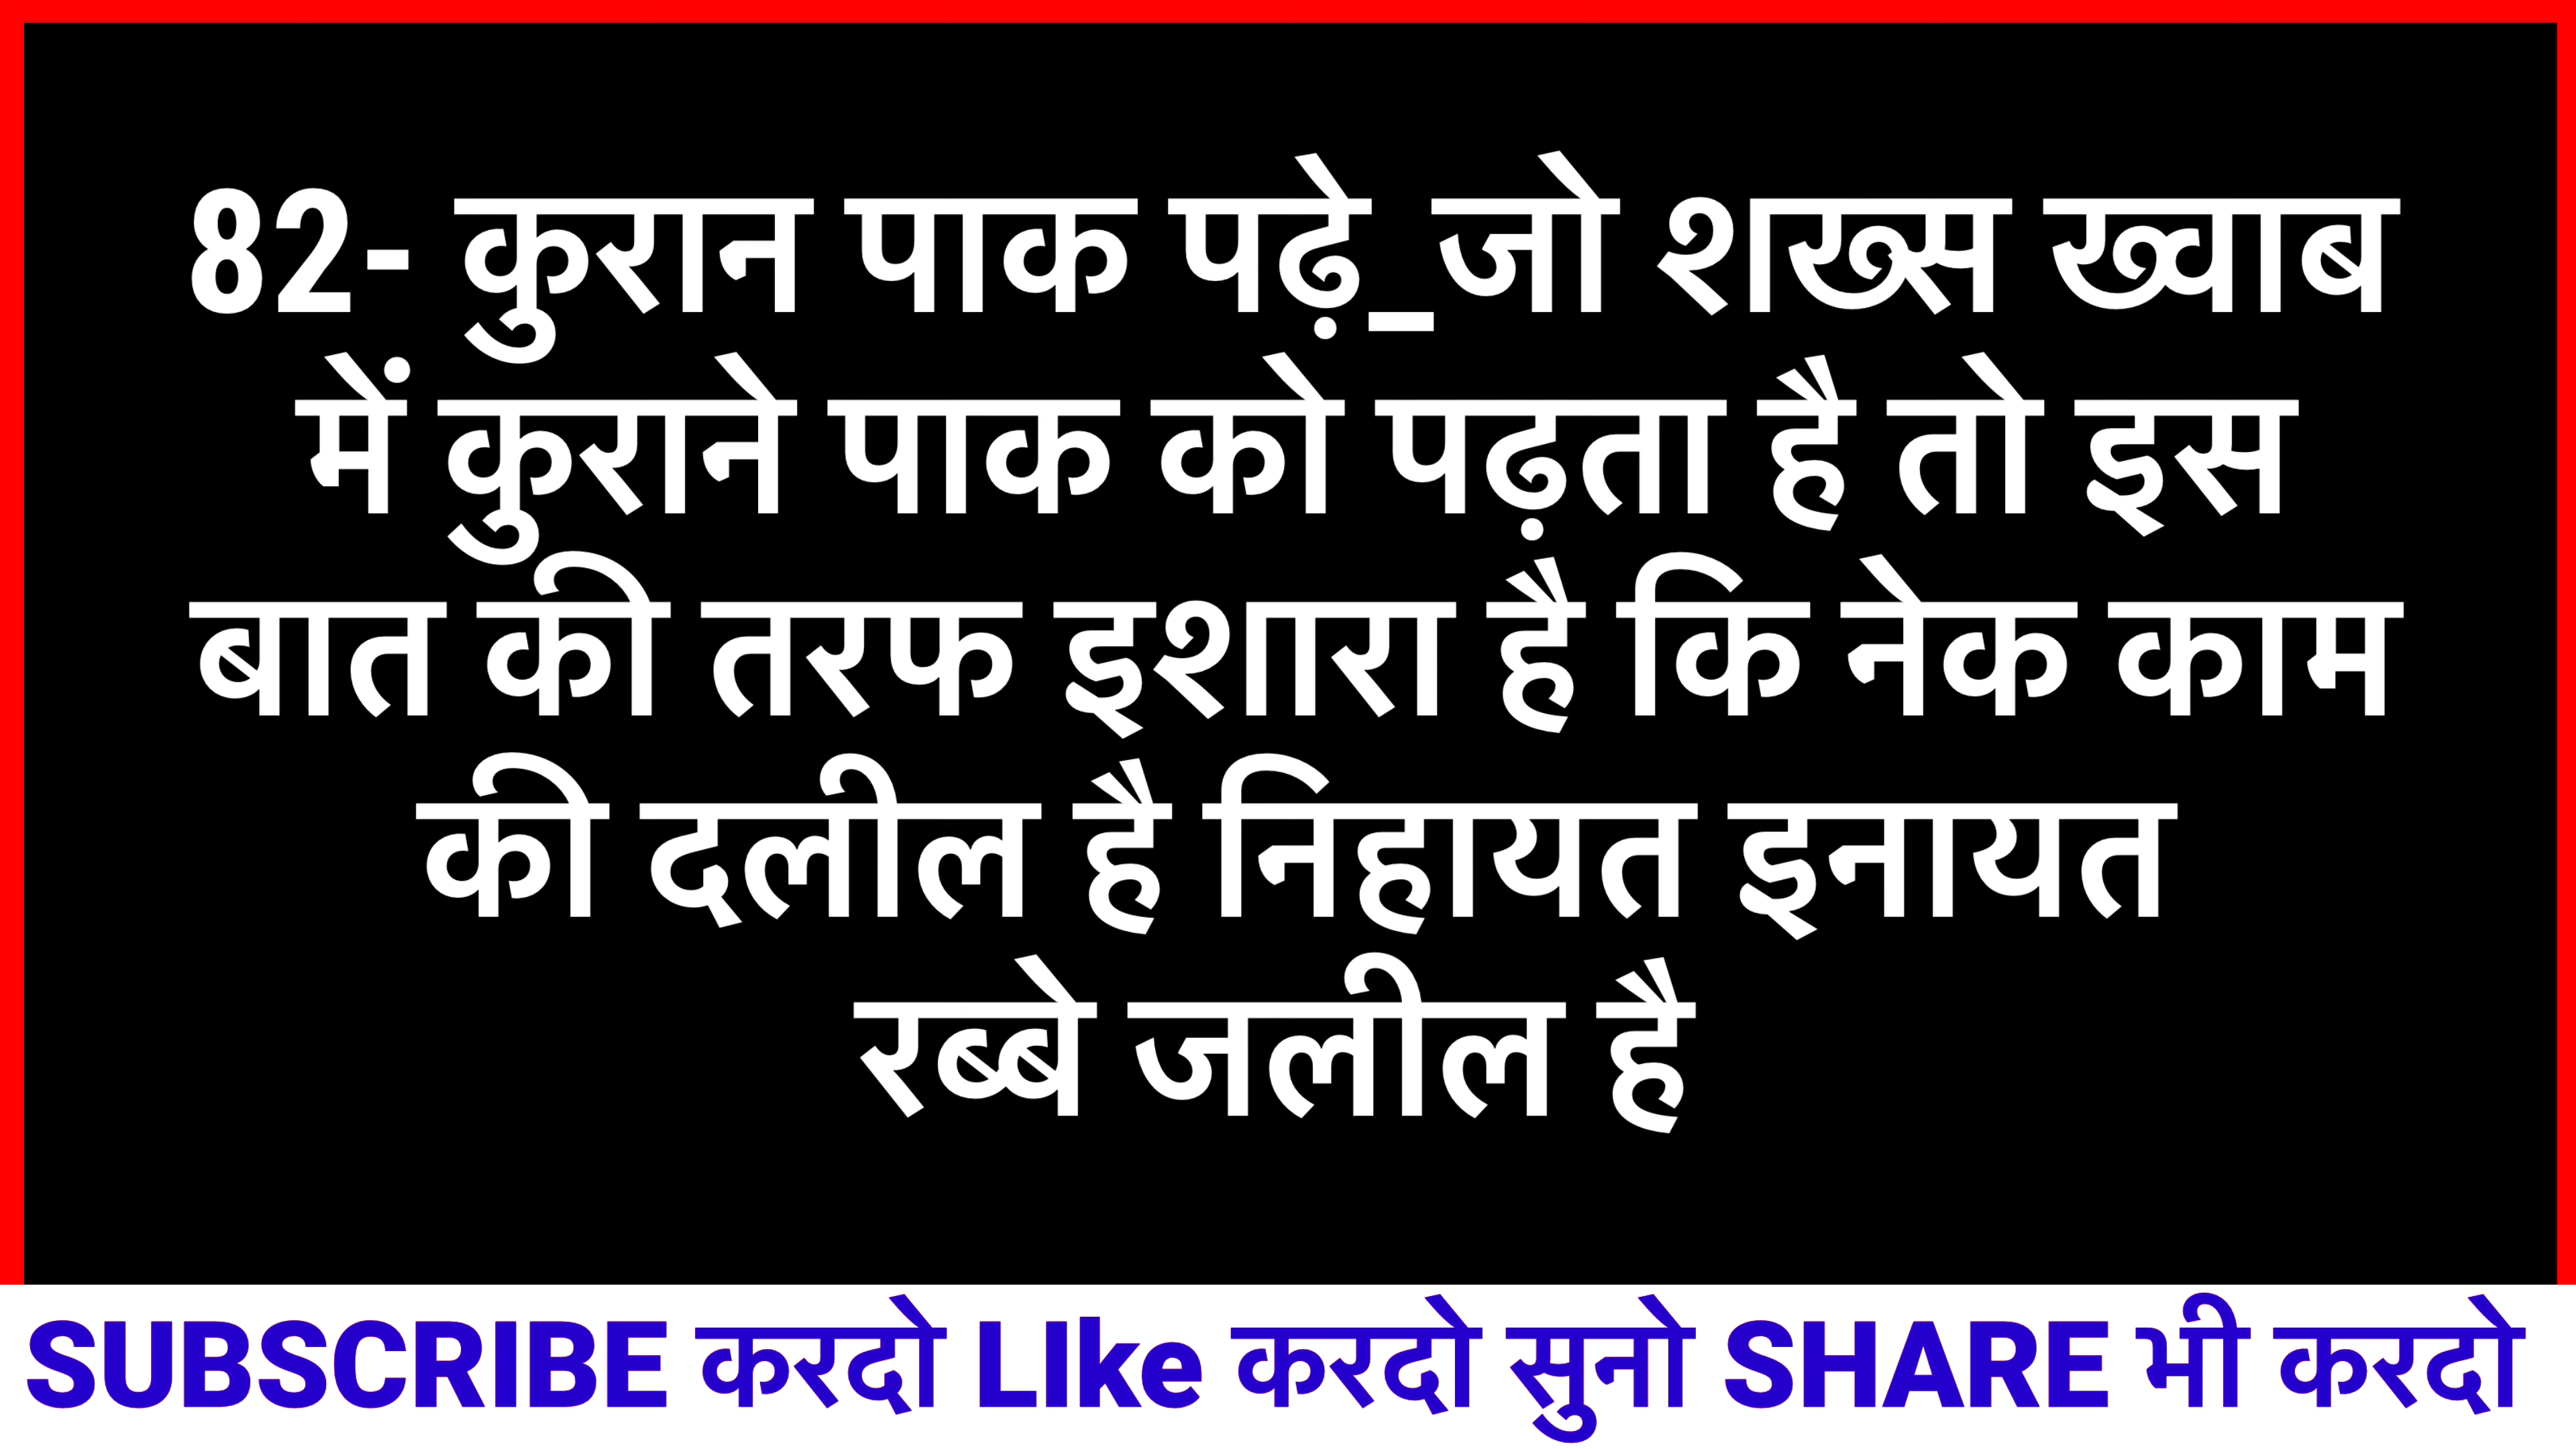 82- कुरान पाक पढ़े_जो शख्स ख्वाब
में कुराने पाक को पढ़ता है तो इस
बात की तरफ इशारा है कि नेक काम
की दलील है निहायत इनायत
रब्बे जलील है
SUBSCRIBE करदो LIke करदो सुनो SHARE भी करदो